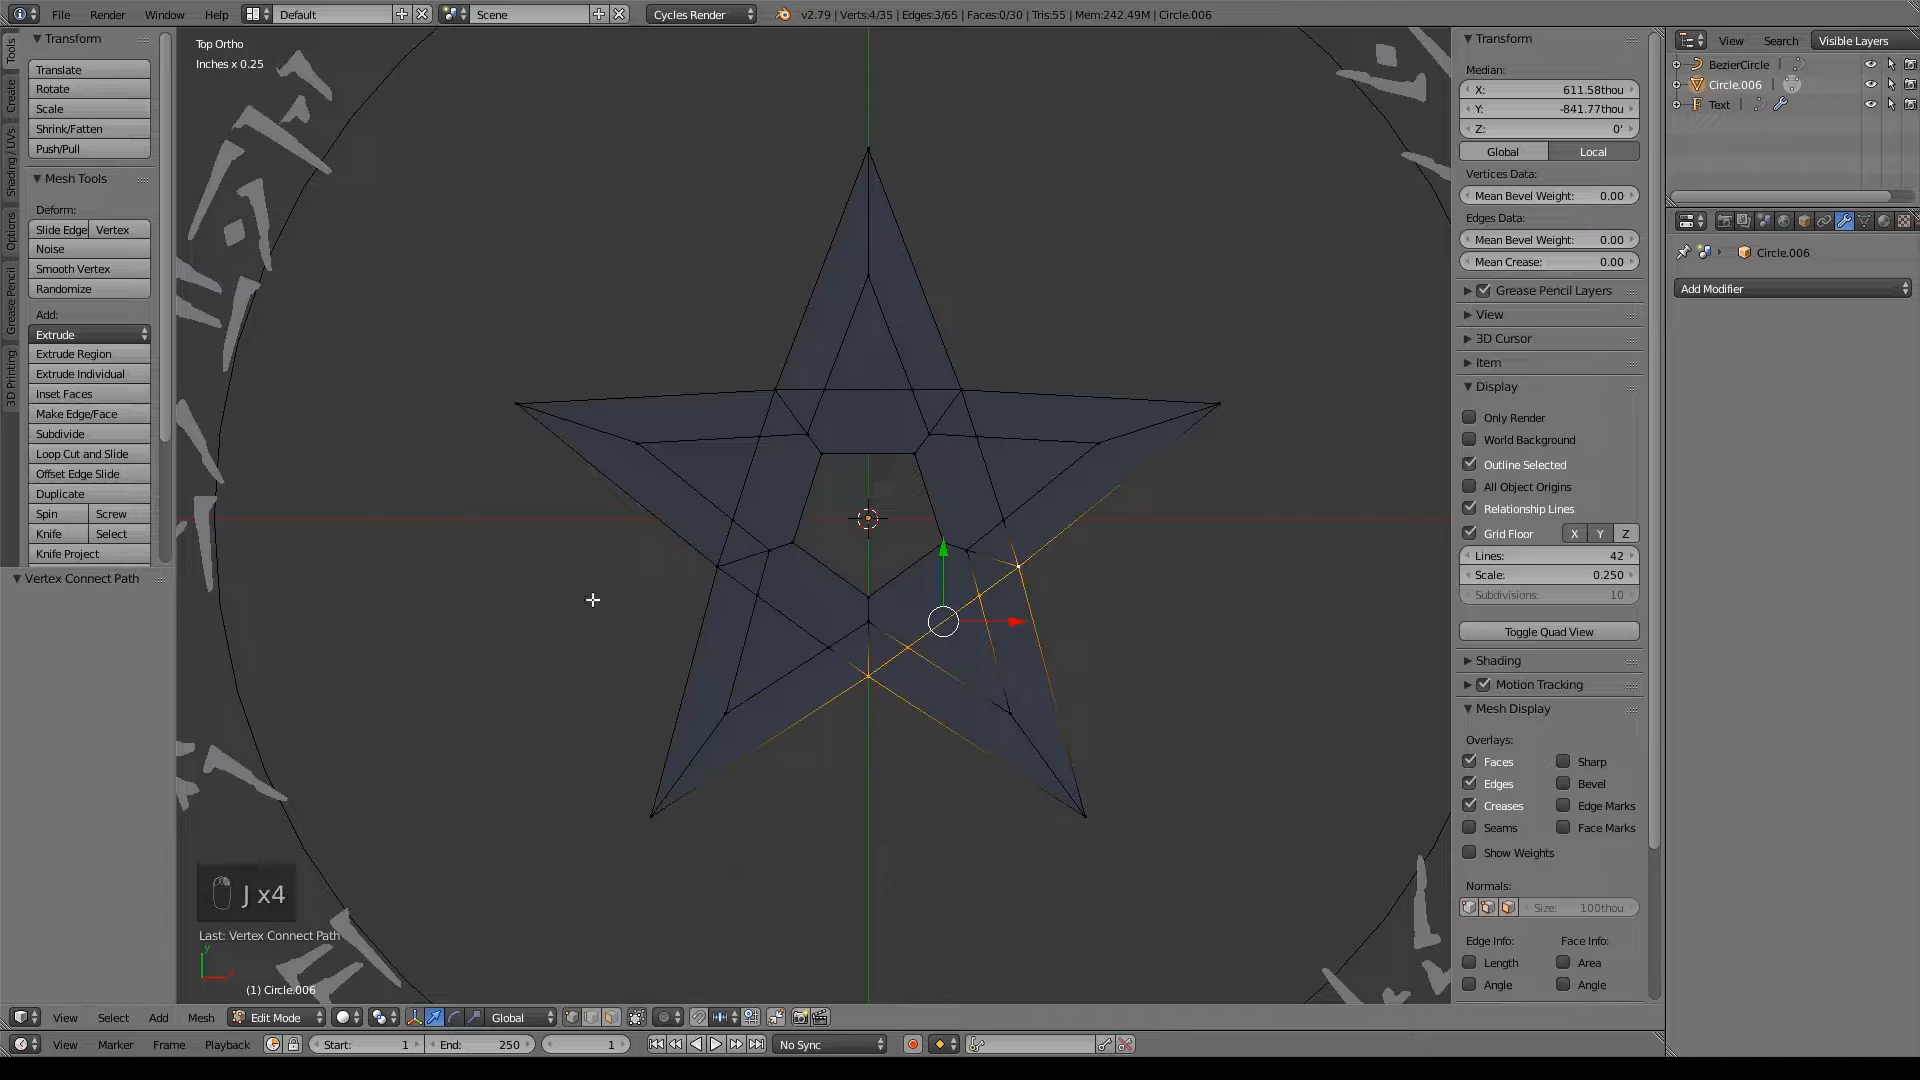 File Render Window Help Default Scene Cycles Render v2.79 | Verts:4/35 | Edges:3/65 | Faces:0/30 | Tris:55 | Mem:242.49M | Circle.006
Tools
Create
Shading / UVs
Options
Grease Pencil
3D Printing
Transform
Translate
Rotate
Scale
Shrink/Fatten
Push/Pull
Mesh Tools
Deform:
Slide Edge Vertex
Noise
Smooth Vertex
Randomize
Add:
Extrude
Extrude Region
Extrude Individual
Inset Faces
Make Edge/Face
Subdivide
Loop Cut and Slide
Offset Edge Slide
Duplicate
Spin Screw
Knife Select
Knife Project
Vertex Connect Path
Top Ortho
Inches x 0.25
J x4
Last: Vertex Connect Path
y
(1) Circle.006
Transform
Median:
X: 611.58thou
Y: -841.77thou
Z: 0'
Global Local
Vertices Data:
Mean Bevel Weight: 0.00
Edges Data:
Mean Bevel Weight: 0.00
Mean Crease: 0.00
Grease Pencil Layers
View
3D Cursor
Item
Display
Only Render
World Background
Outline Selected
All Object Origins
Relationship Lines
Grid Floor X Y Z
Lines: 42
Scale: 0.250
Subdivisions: 10
Toggle Quad View
Shading
Motion Tracking
Mesh Display
Overlays:
Faces Sharp
Edges Bevel
Creases Edge Marks
Seams Face Marks
Show Weights
Normals:
Size: 100thou
Edge Info: Face Info:
Length Area
Angle Angle
View Search Visible Layers
BezierCircle
Circle.006
Text
Circle.006
Add Modifier
View Select Add Mesh Edit Mode Global
View Marker Frame Playback Start: 1 End: 250 1 No Sync